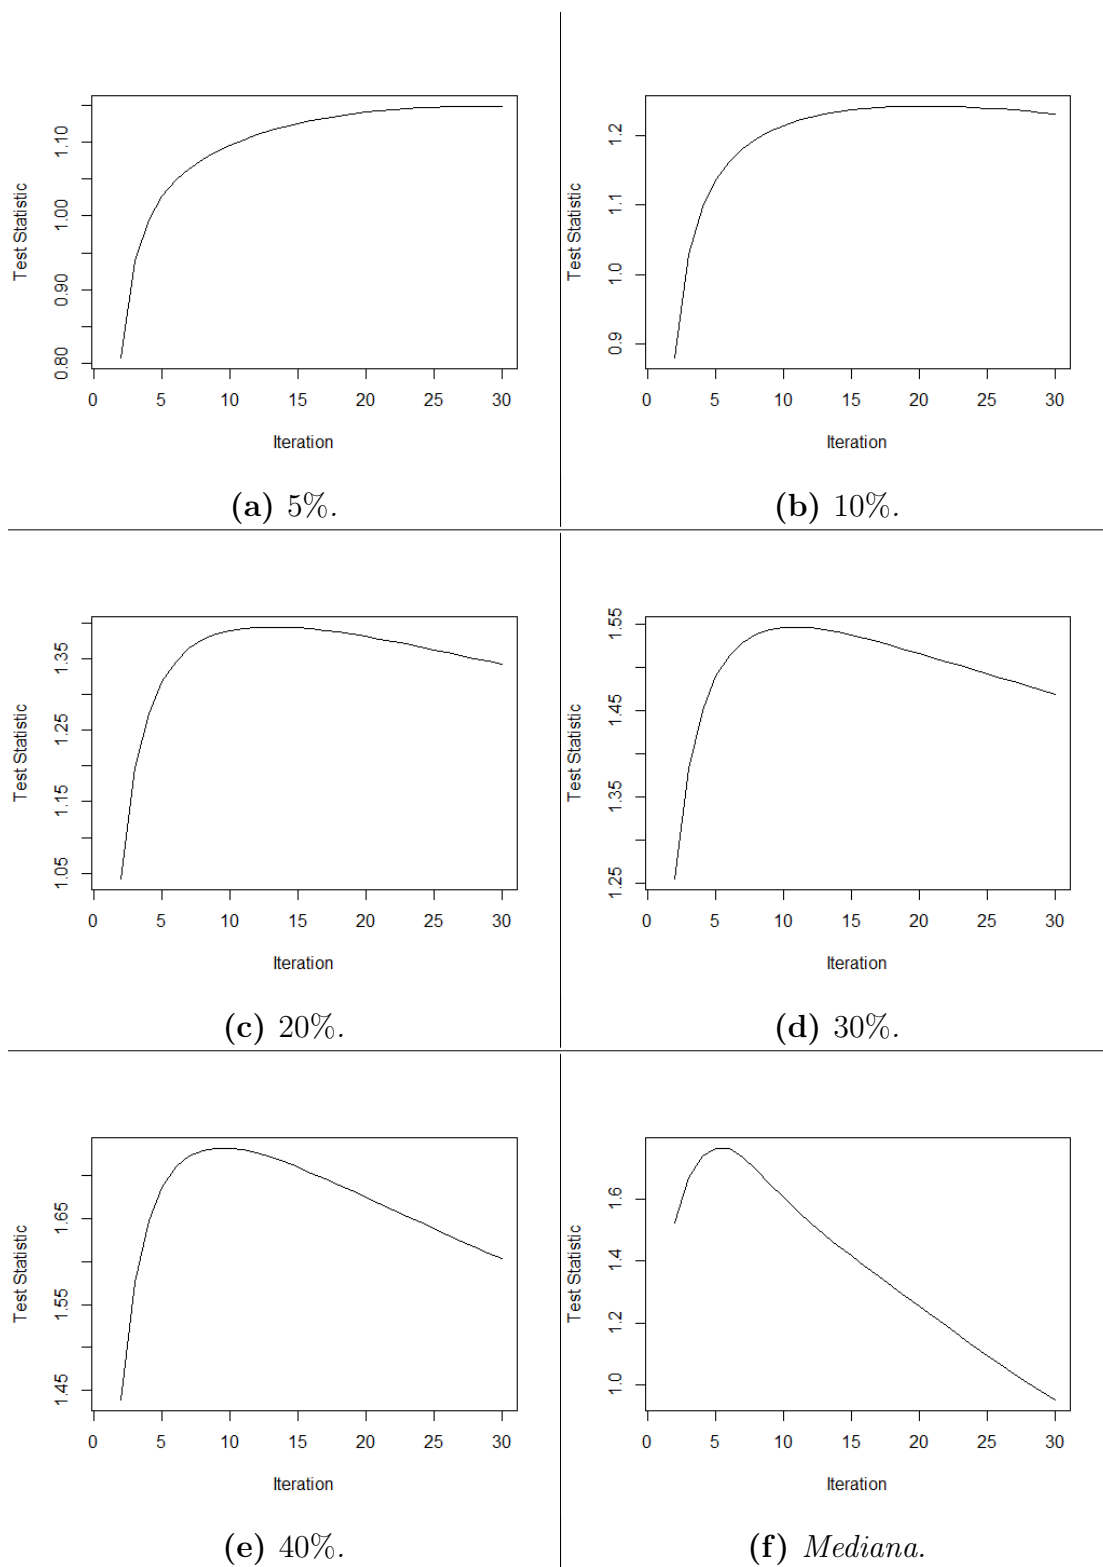 1.10
1.00
0.90
0.80
Test Statistic
0 5 10 15 20 25 30
Iteration
(a) 5%.
1.2
1.1
1.0
0.9
Test Statistic
0 5 10 15 20 25 30
Iteration
(b) 10%.
1.35
1.25
1.15
1.05
Test Statistic
0 5 10 15 20 25 30
Iteration
(c) 20%.
1.55
1.45
1.35
1.25
Test Statistic
0 5 10 15 20 25 30
Iteration
(d) 30%.
1.65
1.55
1.45
Test Statistic
0 5 10 15 20 25 30
Iteration
(e) 40%.
1.6
1.4
1.2
1.0
Test Statistic
0 5 10 15 20 25 30
Iteration
(f) Mediana.